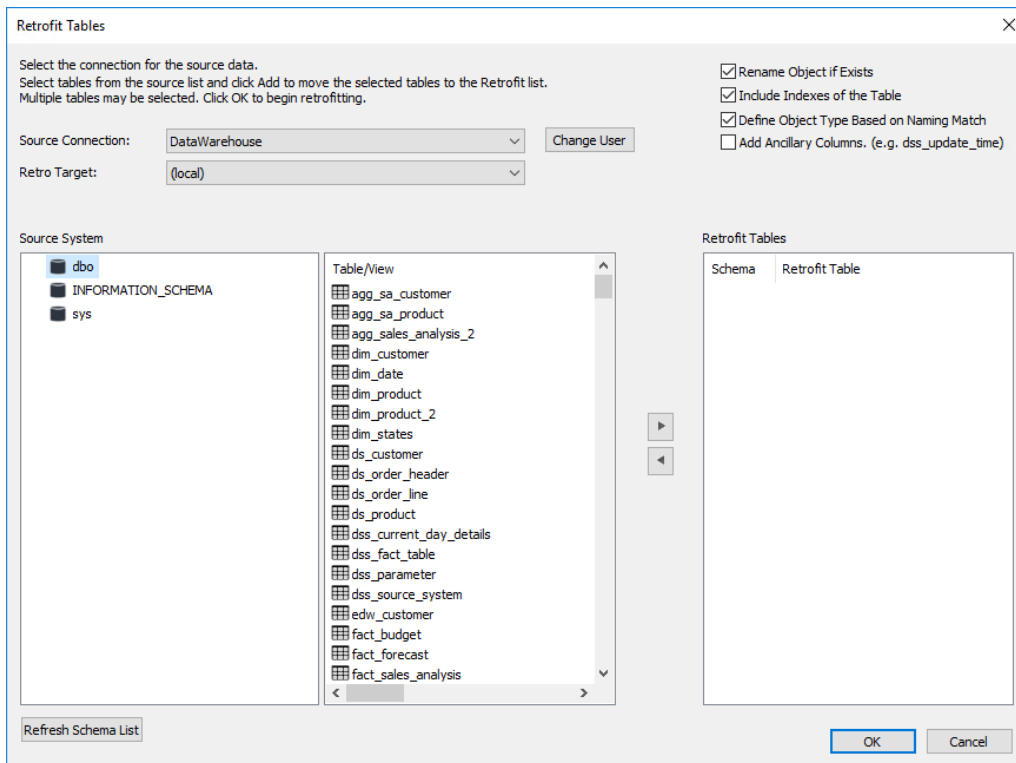 Retrofit Tables
Select the connection for the source data.
Select tables from the source list and click Add to move the selected tables to the Retrofit list.
Multiple tables may be selected. Click OK to begin retrofitting.
Rename Object if Exists
Include Indexes of the Table
Define Object Type Based on Naming Match
Add Ancillary Columns. (e.g. dss_update_time)
Source Connection: DataWarehouse Change User
Retro Target: (local)
Source System
dbo
INFORMATION_SCHEMA
sys
Table/View
agg_sa_customer
agg_sa_product
agg_sales_analysis_2
dim_customer
dim_date
dim_product
dim_product_2
dim_states
ds_customer
ds_order_header
ds_order_line
ds_product
dss_current_day_details
dss_fact_table
dss_parameter
dss_source_system
edw_customer
fact_budget
fact_forecast
fact_sales_analysis
Retrofit Tables
Schema Retrofit Table
Refresh Schema List
OK Cancel